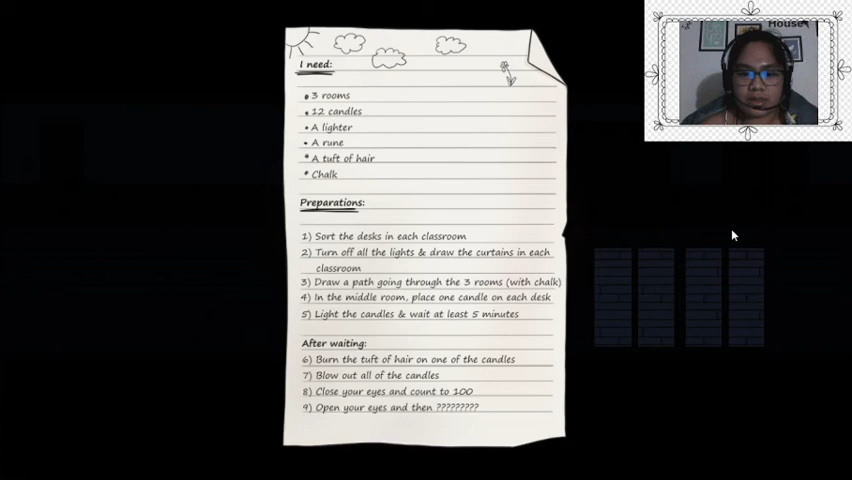 House
I need:
• 3 rooms
• 12 candles
• A lighter
• A rune
• A tuft of hair
• Chalk
Preparations:
1) Sort the desks in each classroom
2) Turn off all the lights & draw the curtains in each
classroom
3) Draw a path going through the 3 rooms (with chalk)
4) In the middle room, place one candle on each desk
5) Light the candles & wait at least 5 minutes
After waiting:
6) Burn the tuft of hair on one of the candles
7) Blow out all of the candles
8) Close your eyes and count to 100
9) Open your eyes and then ?????????